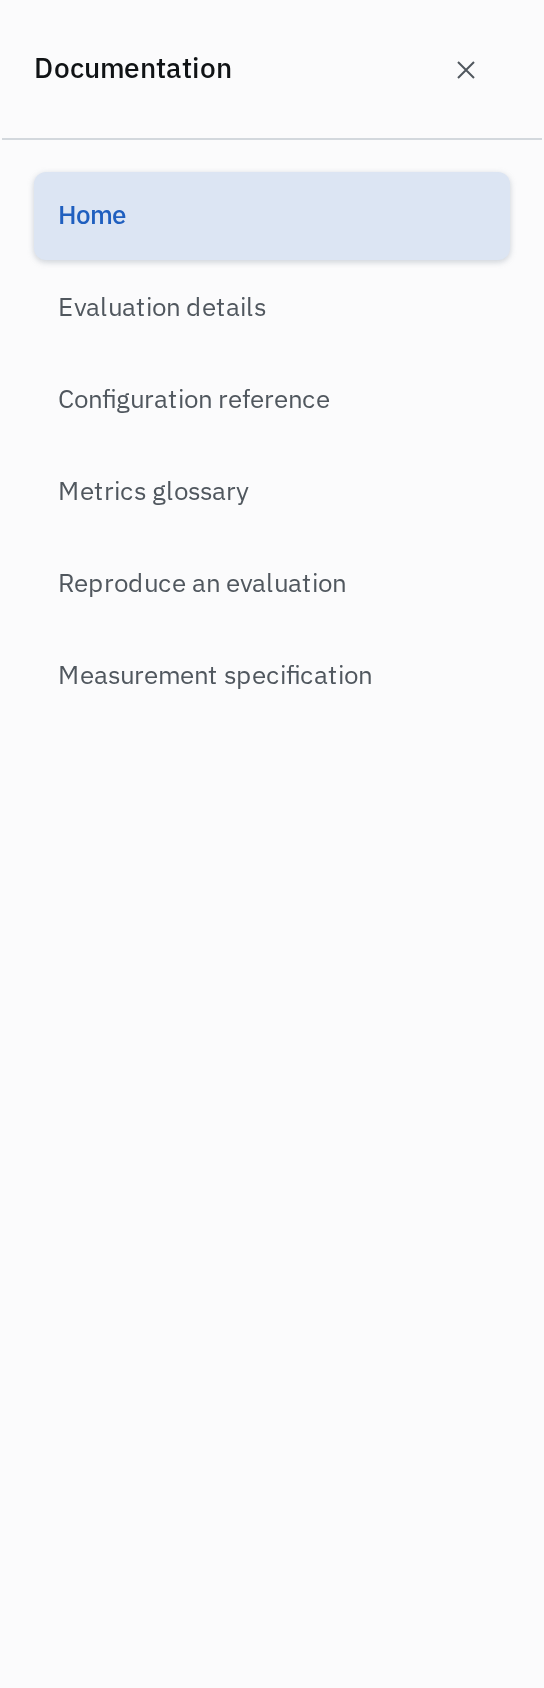 Documentation
Home
Evaluation details
Configuration reference
Metrics glossary
Reproduce an evaluation
Measurement specification